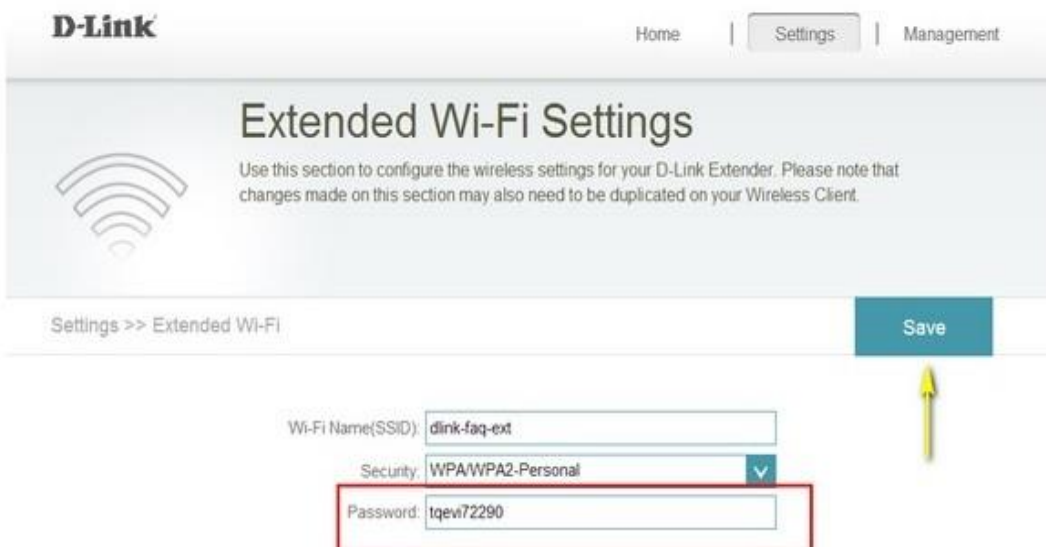 D-Link
Home | Settings | Management
Extended Wi-Fi Settings
Use this section to configure the wireless settings for your D-Link Extender. Please note that
changes made on this section may also need to be duplicated on your Wireless Client.
Settings >> Extended Wi-Fi
Save
Wi-Fi Name(SSID): dlink-faq-ext
Security: WPA/WPA2-Personal
Password: tqevi72290